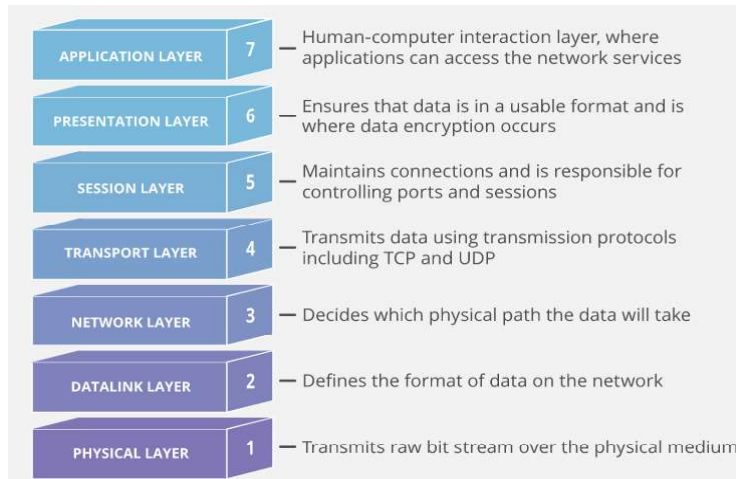 APPLICATION LAYER 7 — Human-computer interaction layer, where
applications can access the network services
PRESENTATION LAYER 6 — Ensures that data is in a usable format and is
where data encryption occurs
SESSION LAYER 5 — Maintains connections and is responsible for
controlling ports and sessions
TRANSPORT LAYER 4 — Transmits data using transmission protocols
including TCP and UDP
NETWORK LAYER 3 — Decides which physical path the data will take
DATALINK LAYER 2 — Defines the format of data on the network
PHYSICAL LAYER 1 — Transmits raw bit stream over the physical medium